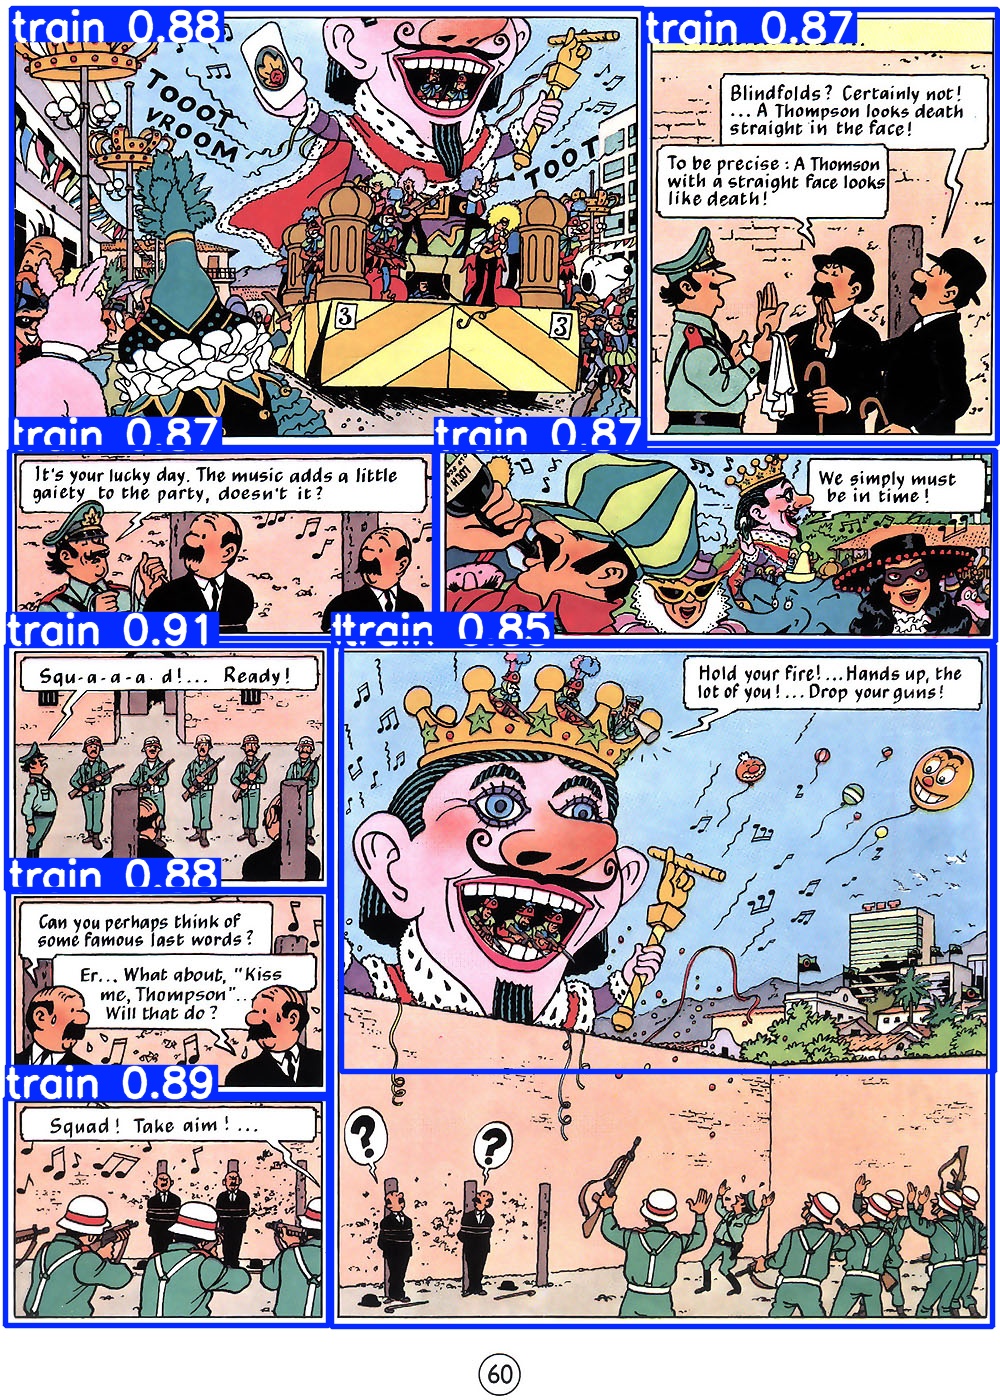 train 0.88
TOOOT
VROOM
TOOT
3
3
train 0.87
Blindfolds? Certainly not!
... A Thompson looks death
straight in the face!
To be precise: A Thomson
with a straight face looks
like death!
train 0.87
It's your lucky day. The music adds a little
gaiety to the party, doesn't it?
train 0.87
LOCH
We simply must
be in time!
train 0.91
Squ-a-a-a-d!... Ready!
train 0.85
Hold your fire!...Hands up, the
lot of you!...Drop your guns!
train 0.88
Can you perhaps think of
some famous last words?
Er... What about, "Kiss
me, Thompson"...
Will that do?
train 0.89
Squad! Take aim!...
?
?
60